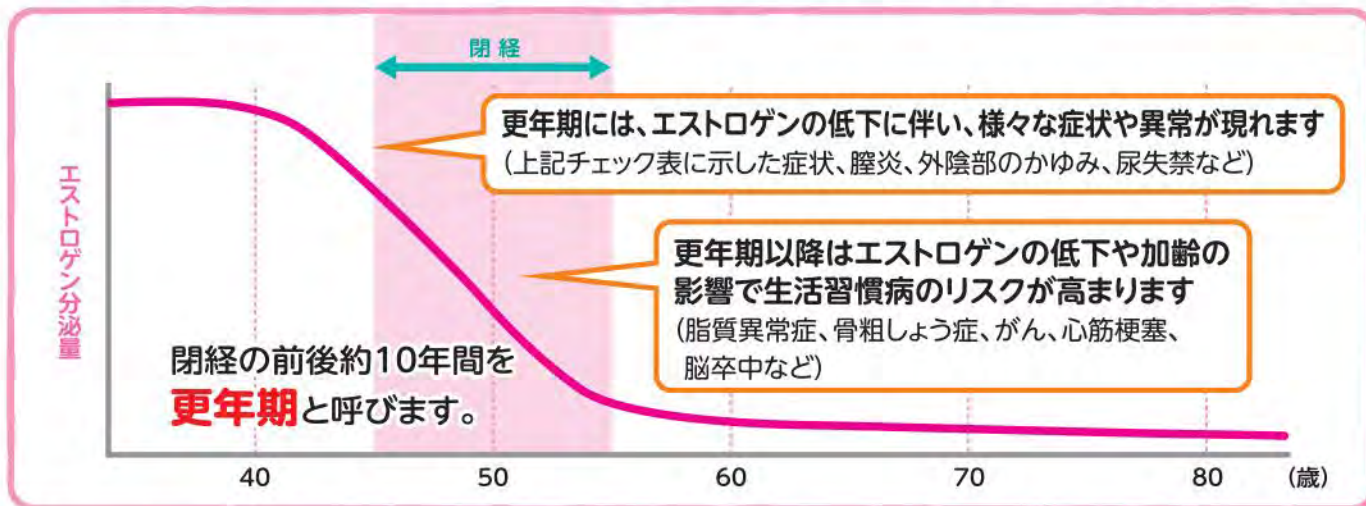 閉経
更年期には、エストロゲンの低下に伴い、様々な症状や異常が現れます
(上記チェック表に示した症状、膣炎、外陰部のかゆみ、尿失禁など)
エストロゲン分泌量
更年期以降はエストロゲンの低下や加齢の
影響で生活習慣病のリスクが高まります
(脂質異常症、骨粗しょう症、がん、心筋梗塞、
脳卒中など)
閉経の前後約10年間を
更年期と呼びます。
40 50 60 70 80 (歳)